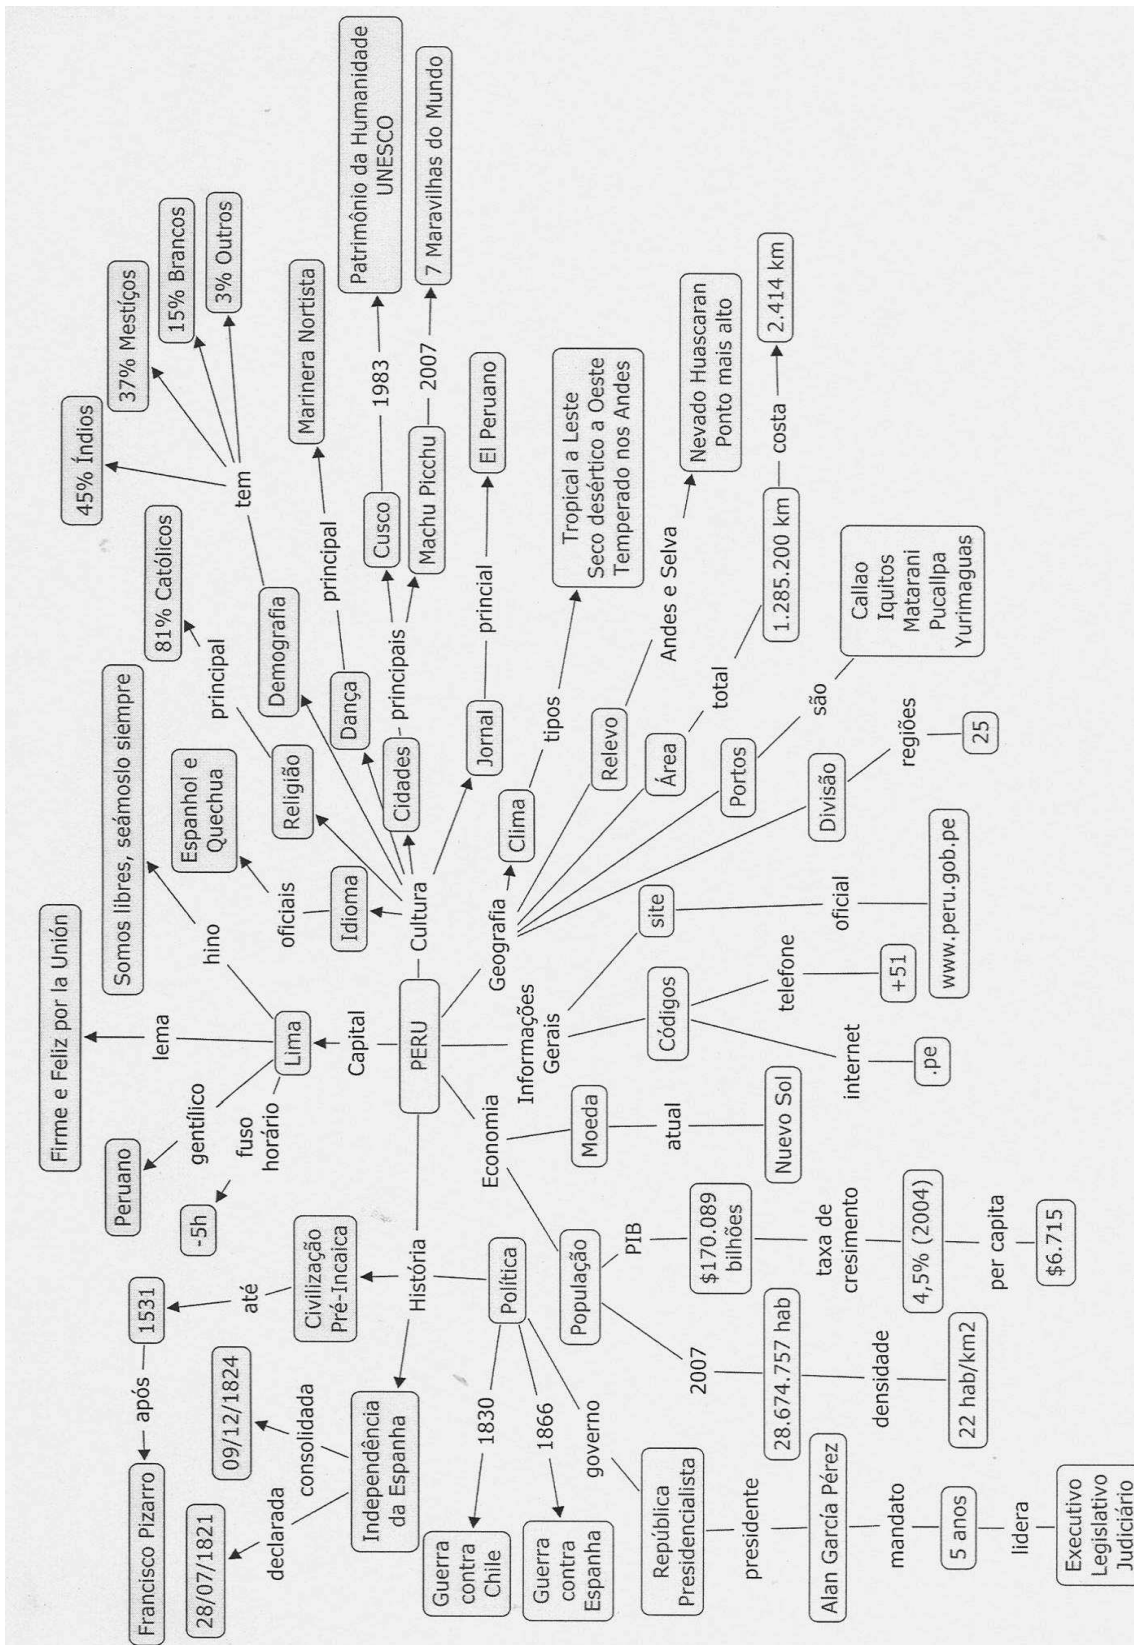 Firme e Feliz por la Unión
lema
Somos libres, seámoslo siempre
hino
Peruano
gentílico
-5h
fuso
horário
Lima
Capital
PERU
Cultura
Idioma
oficiais
Espanhol e
Quechua
Religião
principal
81% Católicos
Demografia
tem
45% Índios
37% Mestiços
15% Brancos
3% Outros
Dança
principal
Marinera Nortista
Cidades
principais
Cusco
1983
Patrimônio da Humanidade
UNESCO
Machu Picchu
2007
7 Maravilhas do Mundo
Jornal
princial
El Peruano
Geografia
Clima
tipos
Tropical a Leste
Seco desértico a Oeste
Temperado nos Andes
Relevo
Andes e Selva
Nevado Huascaran
Ponto mais alto
Área
total
1.285.200 km
costa
2.414 km
Portos
são
Callao
Iquitos
Matarani
Pucallpa
Yurimaguas
Divisão
regiões
25
Informações
Gerais
site
oficial
www.peru.gob.pe
Códigos
telefone
+51
internet
.pe
Economia
Moeda
atual
Nuevo Sol
População
PIB
$170.089
bilhões
taxa de
cresimento
4,5% (2004)
per capita
$6.715
2007
28.674.757 hab
densidade
22 hab/km2
História
Civilização
Pré-Incaica
até
1531
após
Francisco Pizarro
Independência
da Espanha
declarada
28/07/1821
consolidada
09/12/1824
Política
1830
Guerra
contra
Chile
1866
Guerra
contra
Espanha
governo
República
Presidencialista
presidente
Alan García Pérez
mandato
5 anos
lidera
Executivo
Legislativo
Judiciário